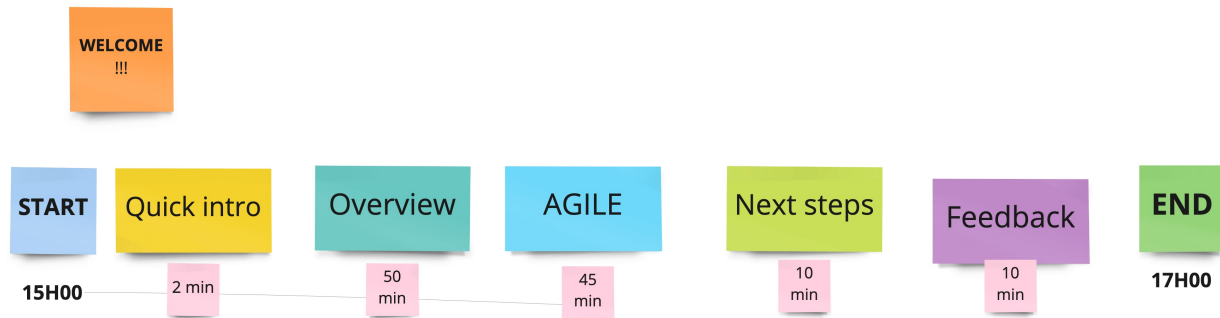 WELCOME
!!!
START
Quick intro
Overview
AGILE
Next steps
Feedback
END
15H00
2 min
50
min
45
min
10
min
10
min
17H00